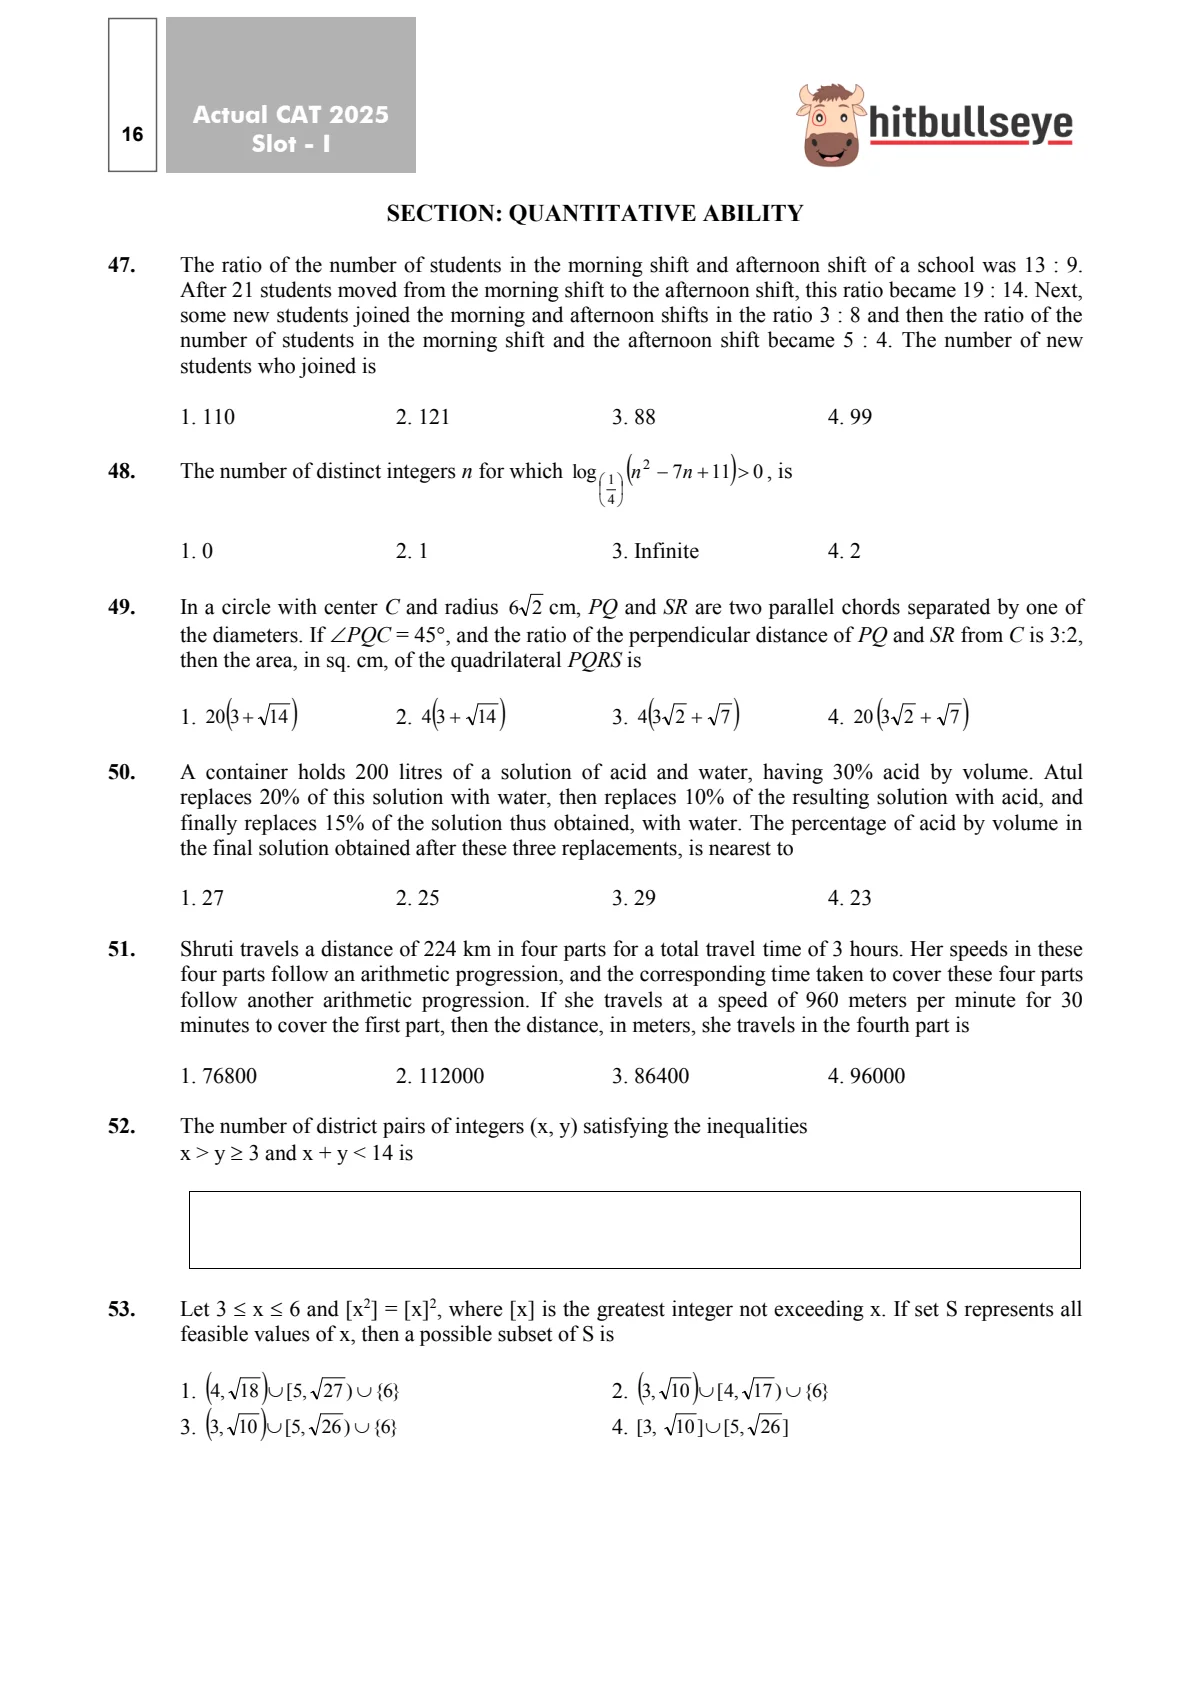 16
Actual CAT 2025
Slot - I
hitbullseye
SECTION: QUANTITATIVE ABILITY
47. The ratio of the number of students in the morning shift and afternoon shift of a school was 13 : 9.
After 21 students moved from the morning shift to the afternoon shift, this ratio became 19 : 14. Next,
some new students joined the morning and afternoon shifts in the ratio 3 : 8 and then the ratio of the
number of students in the morning shift and the afternoon shift became 5 : 4. The number of new
students who joined is
1. 110 2. 121 3. 88 4. 99
48. The number of distinct integers n for which log_(1/4) (n² − 7n + 11) > 0 , is
1. 0 2. 1 3. Infinite 4. 2
49. In a circle with center C and radius 6√2 cm, PQ and SR are two parallel chords separated by one of
the diameters. If ∠PQC = 45°, and the ratio of the perpendicular distance of PQ and SR from C is 3:2,
then the area, in sq. cm, of the quadrilateral PQRS is
1. 20(3 + √14) 2. 4(3 + √14) 3. 4(3√2 + √7) 4. 20(3√2 + √7)
50. A container holds 200 litres of a solution of acid and water, having 30% acid by volume. Atul
replaces 20% of this solution with water, then replaces 10% of the resulting solution with acid, and
finally replaces 15% of the solution thus obtained, with water. The percentage of acid by volume in
the final solution obtained after these three replacements, is nearest to
1. 27 2. 25 3. 29 4. 23
51. Shruti travels a distance of 224 km in four parts for a total travel time of 3 hours. Her speeds in these
four parts follow an arithmetic progression, and the corresponding time taken to cover these four parts
follow another arithmetic progression. If she travels at a speed of 960 meters per minute for 30
minutes to cover the first part, then the distance, in meters, she travels in the fourth part is
1. 76800 2. 112000 3. 86400 4. 96000
52. The number of district pairs of integers (x, y) satisfying the inequalities
x > y ≥ 3 and x + y < 14 is
53. Let 3 ≤ x ≤ 6 and [x²] = [x]², where [x] is the greatest integer not exceeding x. If set S represents all
feasible values of x, then a possible subset of S is
1. (4, √18) ∪ [5, √27) ∪ {6} 2. (3, √10) ∪ [4, √17) ∪ {6}
3. (3, √10) ∪ [5, √26) ∪ {6} 4. [3, √10] ∪ [5, √26]